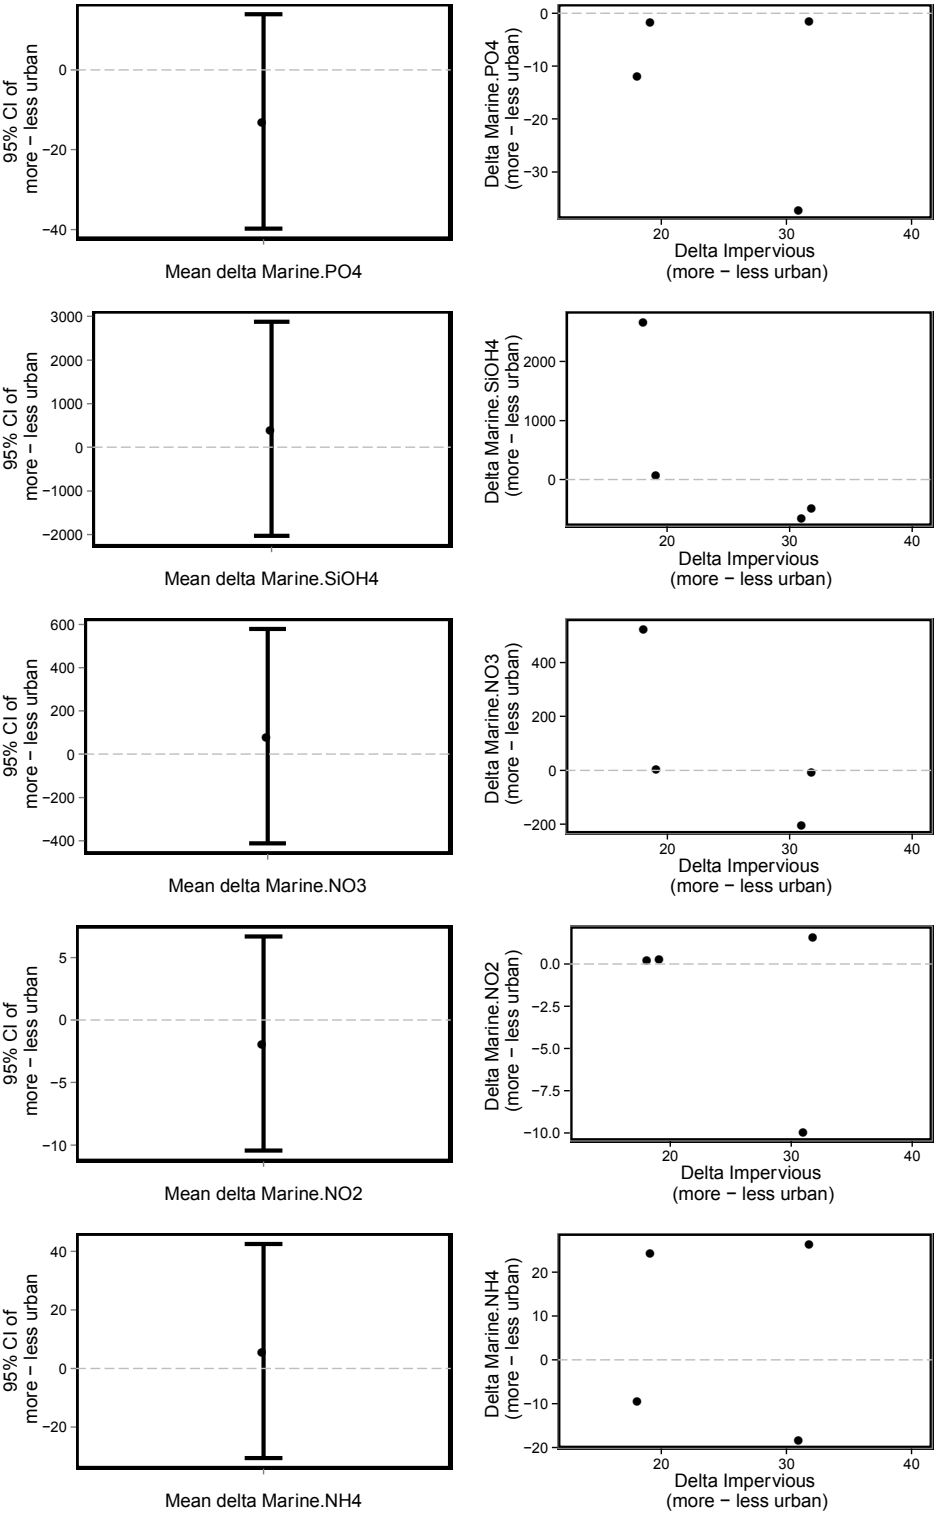 95% CI of
more − less urban
0
−20
−40
Mean delta Marine.PO4
Delta Marine.PO4
(more − less urban)
0
−10
−20
−30
20 30 40
Delta Impervious
(more − less urban)
95% CI of
more − less urban
3000
2000
1000
0
−1000
−2000
Mean delta Marine.SiOH4
Delta Marine.SiOH4
(more − less urban)
2000
1000
0
20 30 40
Delta Impervious
(more − less urban)
95% CI of
more − less urban
600
400
200
0
−200
−400
Mean delta Marine.NO3
Delta Marine.NO3
(more − less urban)
400
200
0
−200
20 30 40
Delta Impervious
(more − less urban)
95% CI of
more − less urban
5
0
−5
−10
Mean delta Marine.NO2
Delta Marine.NO2
(more − less urban)
0.0
−2.5
−5.0
−7.5
−10.0
20 30 40
Delta Impervious
(more − less urban)
95% CI of
more − less urban
40
20
0
−20
Mean delta Marine.NH4
Delta Marine.NH4
(more − less urban)
20
10
0
−10
−20
20 30 40
Delta Impervious
(more − less urban)